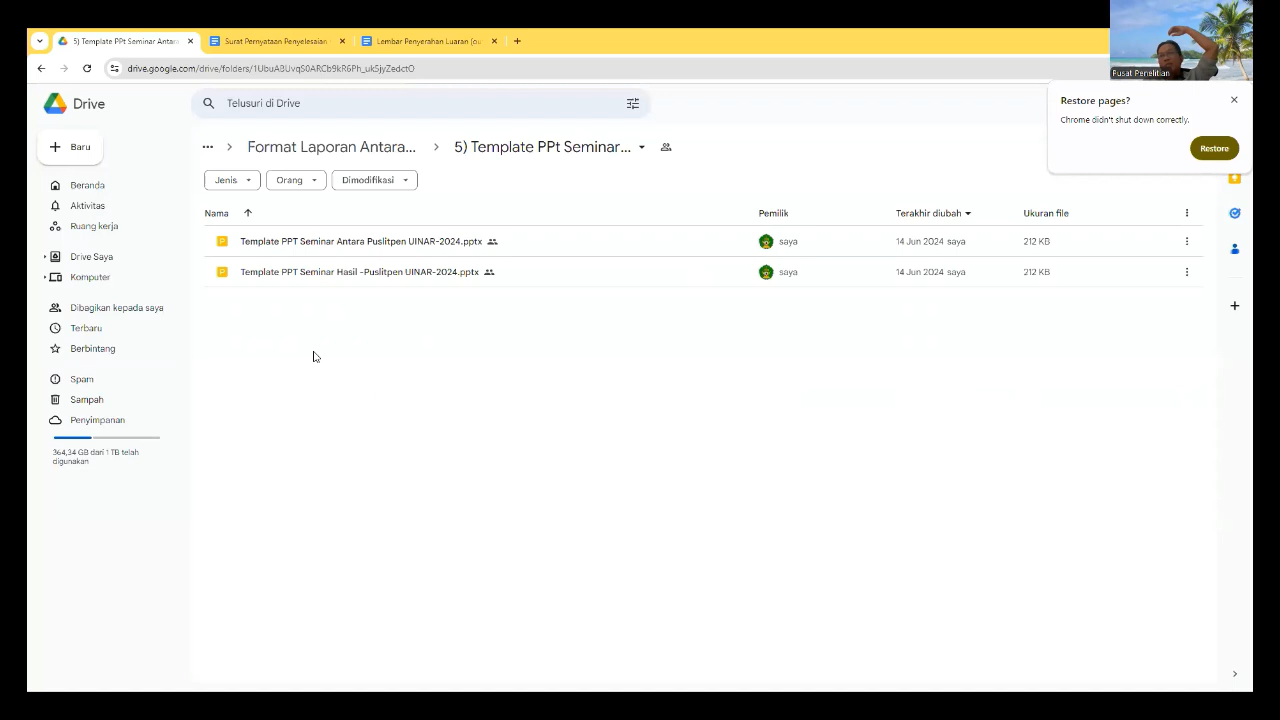 5) Template PPt Seminar Antara
Surat Pernyataan Penyelesaian
Lembar Penyerahan Luaran (ou
drive.google.com/drive/folders/
Pusat Penelitian
Drive
Telusuri di Drive
Restore pages?
Chrome didn't shut down correctly.
Restore
Baru
Format Laporan Antara...
5) Template PPt Seminar...
Jenis
Orang
Dimodifikasi
Beranda
Aktivitas
Ruang kerja
Drive Saya
Komputer
Dibagikan kepada saya
Terbaru
Berbintang
Spam
Sampah
Penyimpanan
364,34 GB dari 1 TB telah
digunakan
Nama Pemilik Terakhir diubah Ukuran file
Template PPT Seminar Antara Puslitpen UINAR-2024.pptx saya 14 Jun 2024 saya 212 KB
Template PPT Seminar Hasil -Puslitpen UINAR-2024.pptx saya 14 Jun 2024 saya 212 KB